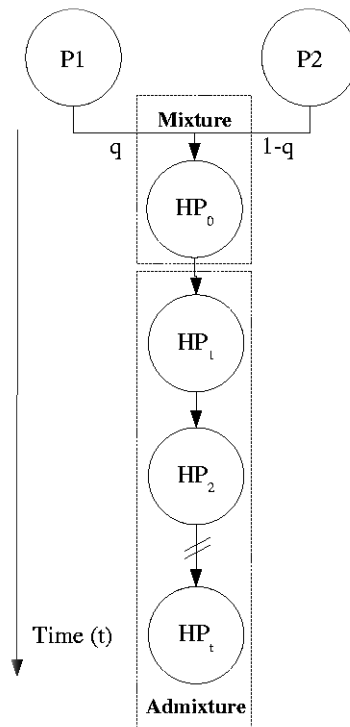 P1
P2
Mixture
q
1-q
HP0
HP1
HP2
Time (t)
HPt
Admixture